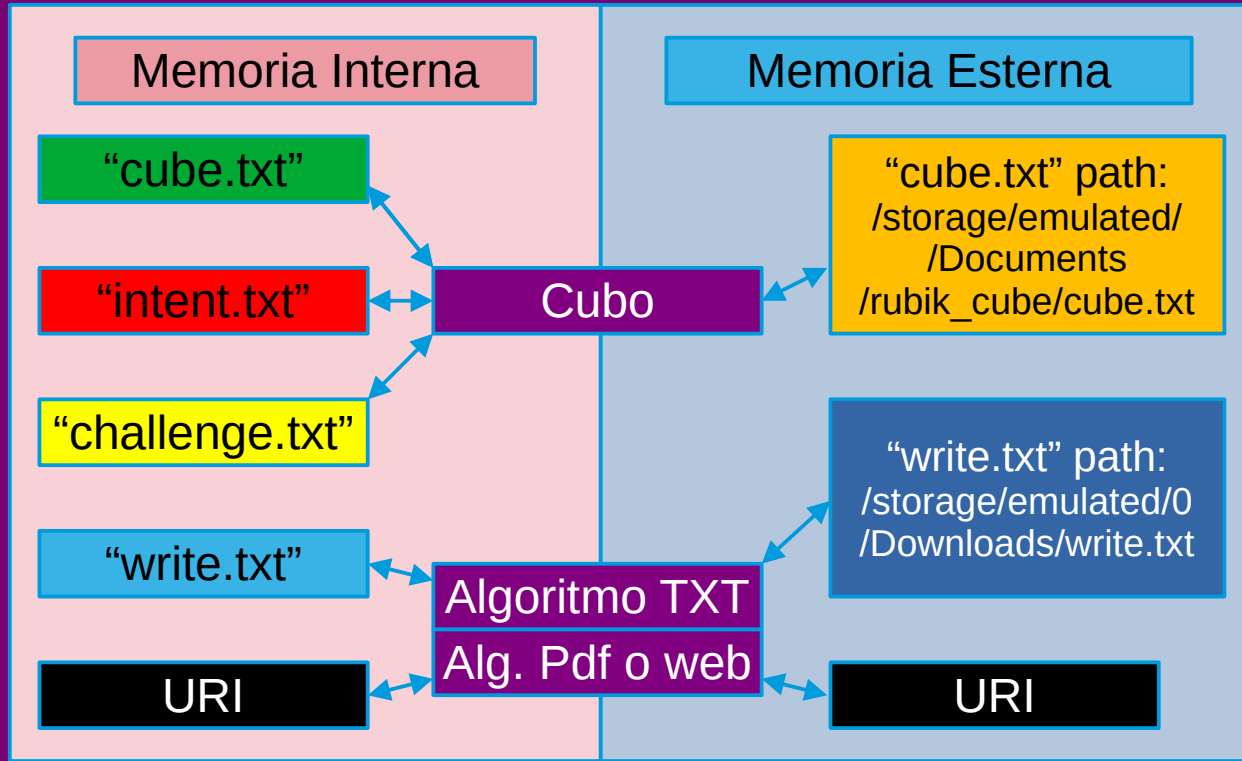 Memoria Interna
Memoria Esterna
“cube.txt”
“intent.txt”
“challenge.txt”
“write.txt”
URI
Cubo
Algoritmo TXT
Alg. Pdf o web
“cube.txt” path:
/storage/emulated/
/Documents
/rubik_cube/cube.txt
“write.txt” path:
/storage/emulated/0
/Downloads/write.txt
URI